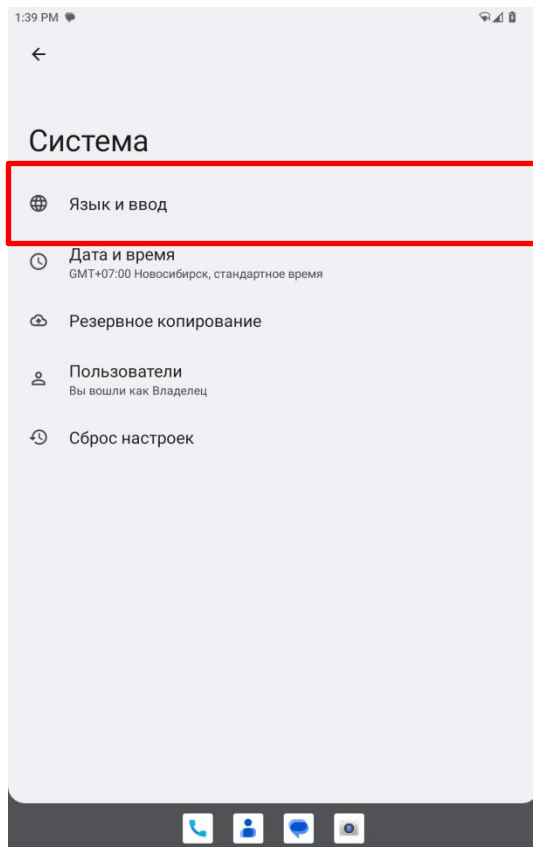 1:39 PM
Система
Язык и ввод
Дата и время
GMT+07:00 Новосибирск, стандартное время
Резервное копирование
Пользователи
Вы вошли как Владелец
Сброс настроек